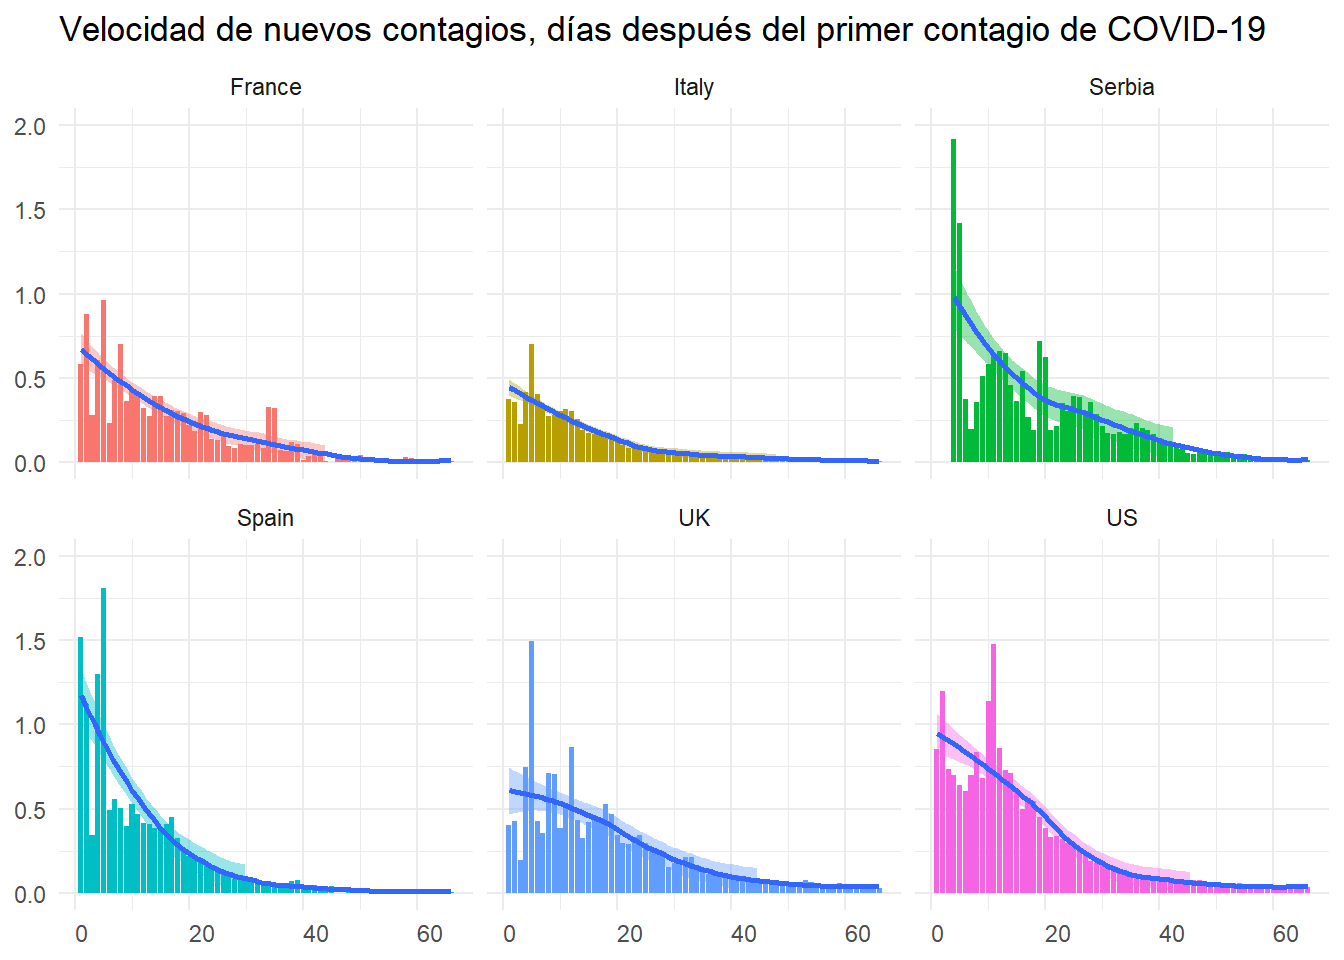 Velocidad de nuevos contagios, días después del primer contagio de COVID-19
France Italy Serbia
2.0
1.5
1.0
0.5
0.0
Spain UK US
2.0
1.5
1.0
0.5
0.0
0 20 40 60 0 20 40 60 0 20 40 60